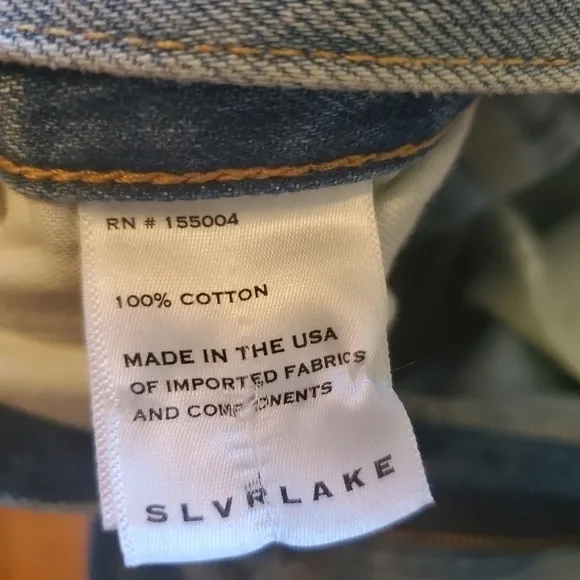 RN # 155004
100% COTTON
MADE IN THE USA
OF IMPORTED FABRICS
AND COMPONENTS
SLVRLAKE